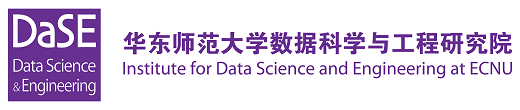 DaSE
Data Science
& Engineering
华东师范大学数据科学与工程研究院
Institute for Data Science and Engineering at ECNU